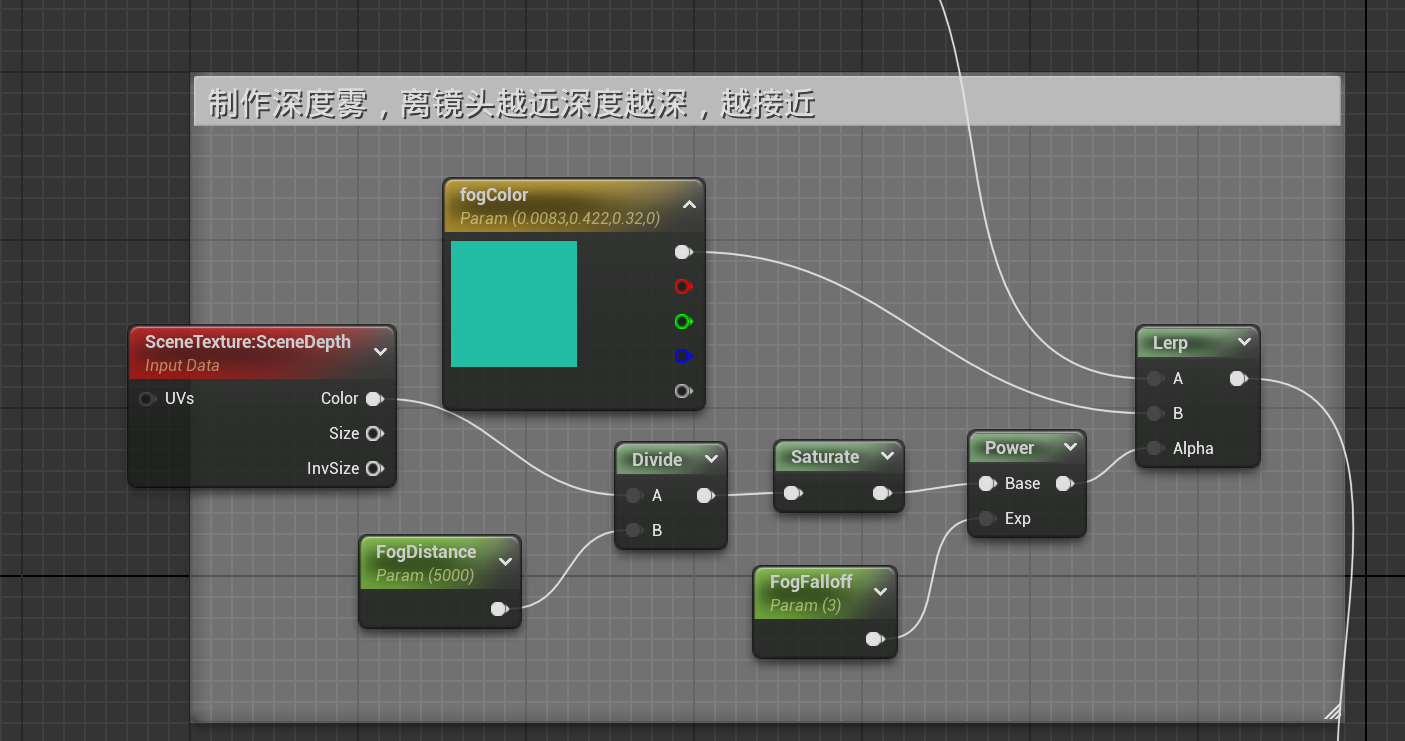 制作深度雾，离镜头越远深度越深，越接近
fogColor
Param (0.0083,0.422,0.32,0)
SceneTexture:SceneDepth
Input Data
UVs
Color
Size
InvSize
Lerp
A
B
Alpha
Divide
A
B
Saturate
Power
Base
Exp
FogDistance
Param (5000)
FogFalloff
Param (3)